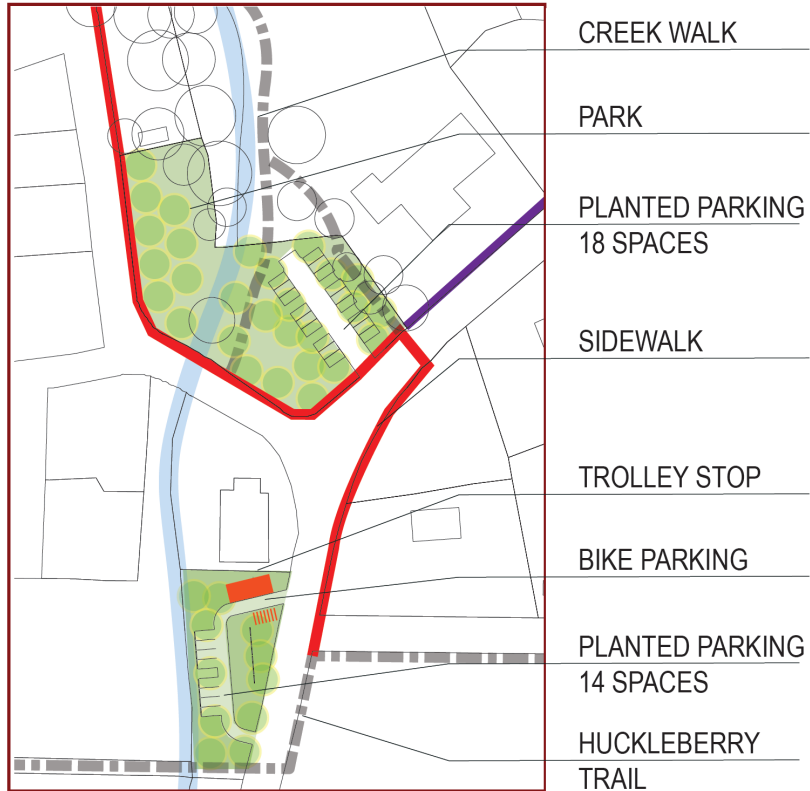 CREEK WALK
PARK
PLANTED PARKING
18 SPACES
SIDEWALK
TROLLEY STOP
BIKE PARKING
PLANTED PARKING
14 SPACES
HUCKLEBERRY
TRAIL